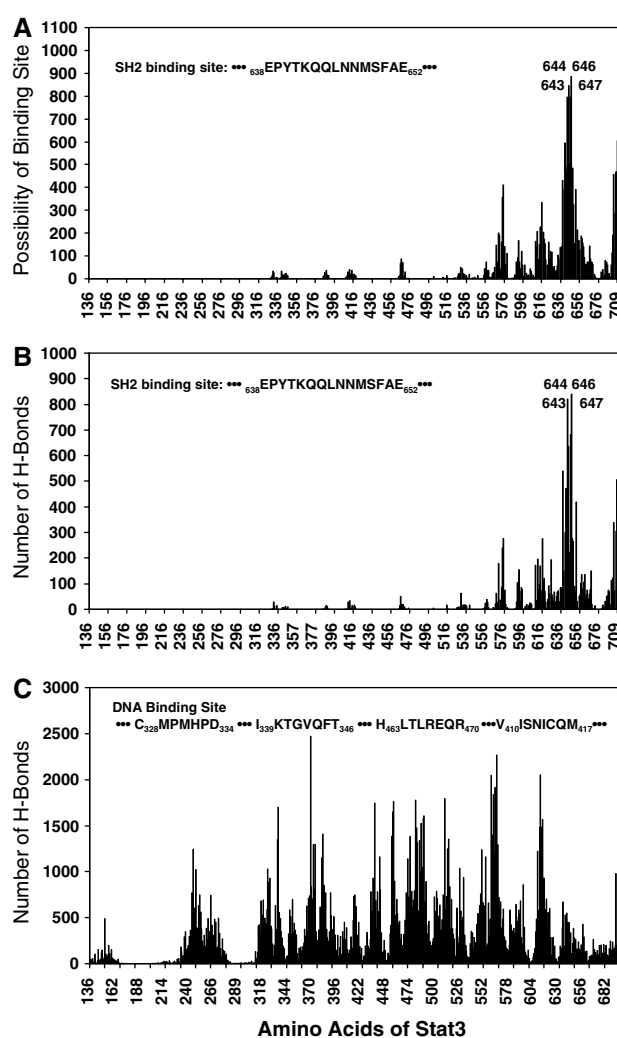 A
1100
1000
900
800
700
600
500
400
300
200
100
0
Possibility of Binding Site
SH2 binding site: ••• 638EPYTKQQLNNMSFAE652•••
644 646
643 647
136 156 176 196 216 236 256 276 296 316 336 356 376 396 416 436 456 476 496 516 536 556 576 596 616 636 656 676 709
B
1000
900
800
700
600
500
400
300
200
100
0
Number of H-Bonds
SH2 binding site: ••• 638EPYTKQQLNNMSFAE652•••
644 646
643 647
136 156 176 196 216 236 256 276 293 316 336 357 377 396 416 436 456 476 496 516 536 556 576 596 616 636 656 676 709
C
3000
2500
2000
1500
1000
500
0
Number of H-Bonds
DNA Binding Site
••• C328MPMHPD334 ••• I339KTGVQFT346 ••• H463LTLREQR470 •••V410ISNICQM417•••
136 162 188 214 240 266 289 318 344 370 396 422 448 474 500 526 552 578 604 630 656 682
Amino Acids of Stat3